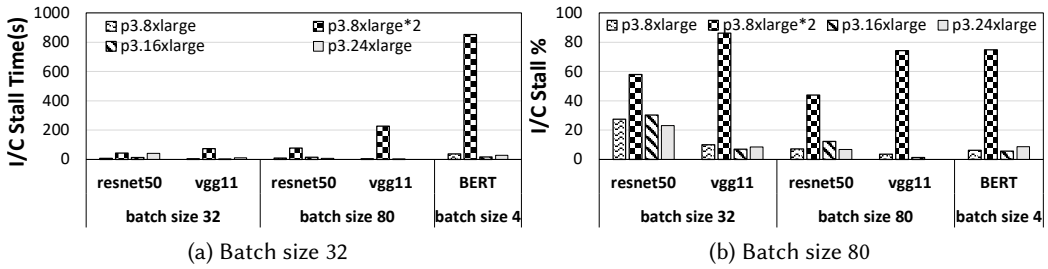 I/C Stall Time(s)
1000
800
600
400
200
0
p3.8xlarge
p3.8xlarge*2
p3.16xlarge
p3.24xlarge
resnet50
vgg11
resnet50
vgg11
BERT
batch size 32
batch size 80
batch size 4
(a) Batch size 32
I/C Stall %
100
80
60
40
20
0
p3.8xlarge
p3.8xlarge*2
p3.16xlarge
p3.24xlarge
resnet50
vgg11
resnet50
vgg11
BERT
batch size 32
batch size 80
batch size 4
(b) Batch size 80